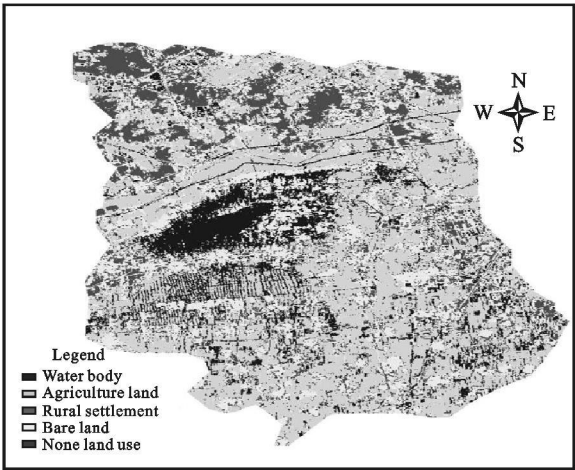 N
W E
S
Legend
Water body
Agriculture land
Rural settlement
Bare land
None land use